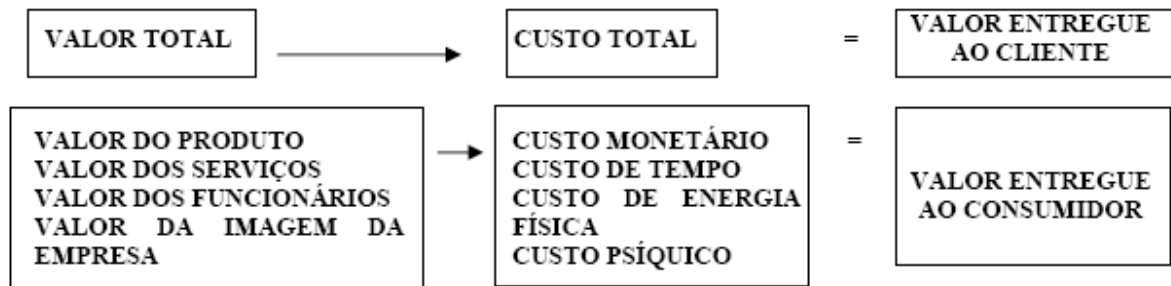 VALOR TOTAL
CUSTO TOTAL
=
VALOR ENTREGUE
AO CLIENTE
VALOR DO PRODUTO
VALOR DOS SERVIÇOS
VALOR DOS FUNCIONÁRIOS
VALOR DA IMAGEM DA
EMPRESA
CUSTO MONETÁRIO
CUSTO DE TEMPO
CUSTO DE ENERGIA
FÍSICA
CUSTO PSÍQUICO
=
VALOR ENTREGUE
AO CONSUMIDOR